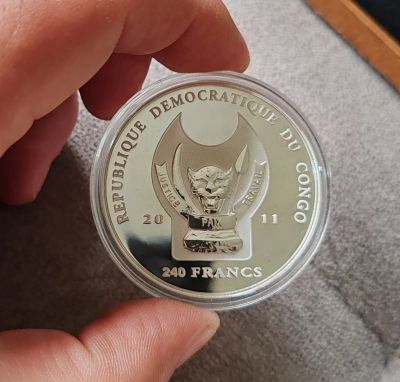 REPUBLIQUE DEMOCRATIQUE DU CONGO
20 11
JUSTICE PAIX TRAVAIL
240 FRANCS